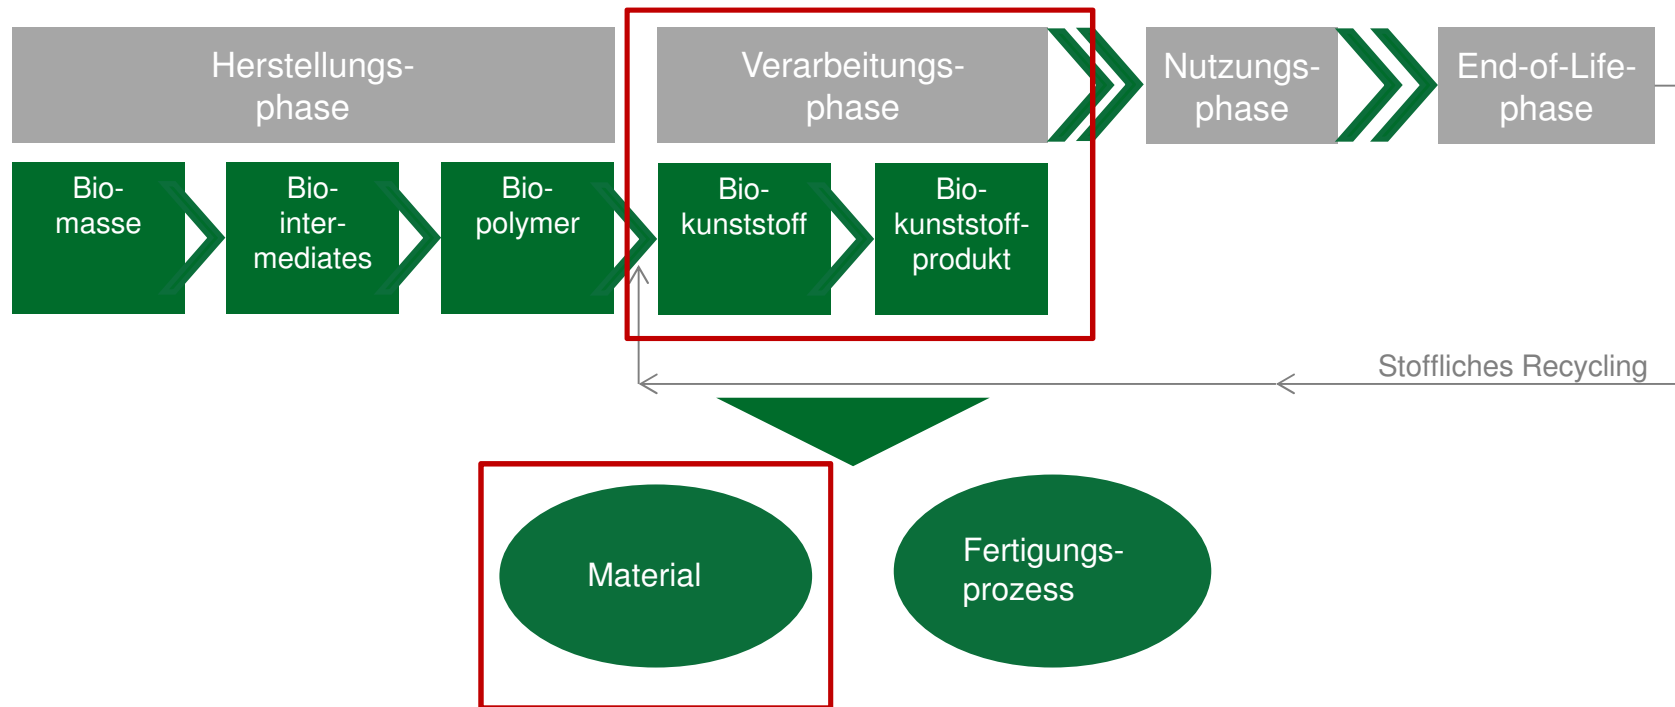 Herstellungs-
phase
Verarbeitungs-
phase
Nutzungs-
phase
End-of-Life-
phase
Bio-
masse
Bio-
inter-
mediates
Bio-
polymer
Bio-
kunststoff
Bio-
kunststoff-
produkt
Stoffliches Recycling
Material
Fertigungs-
prozess